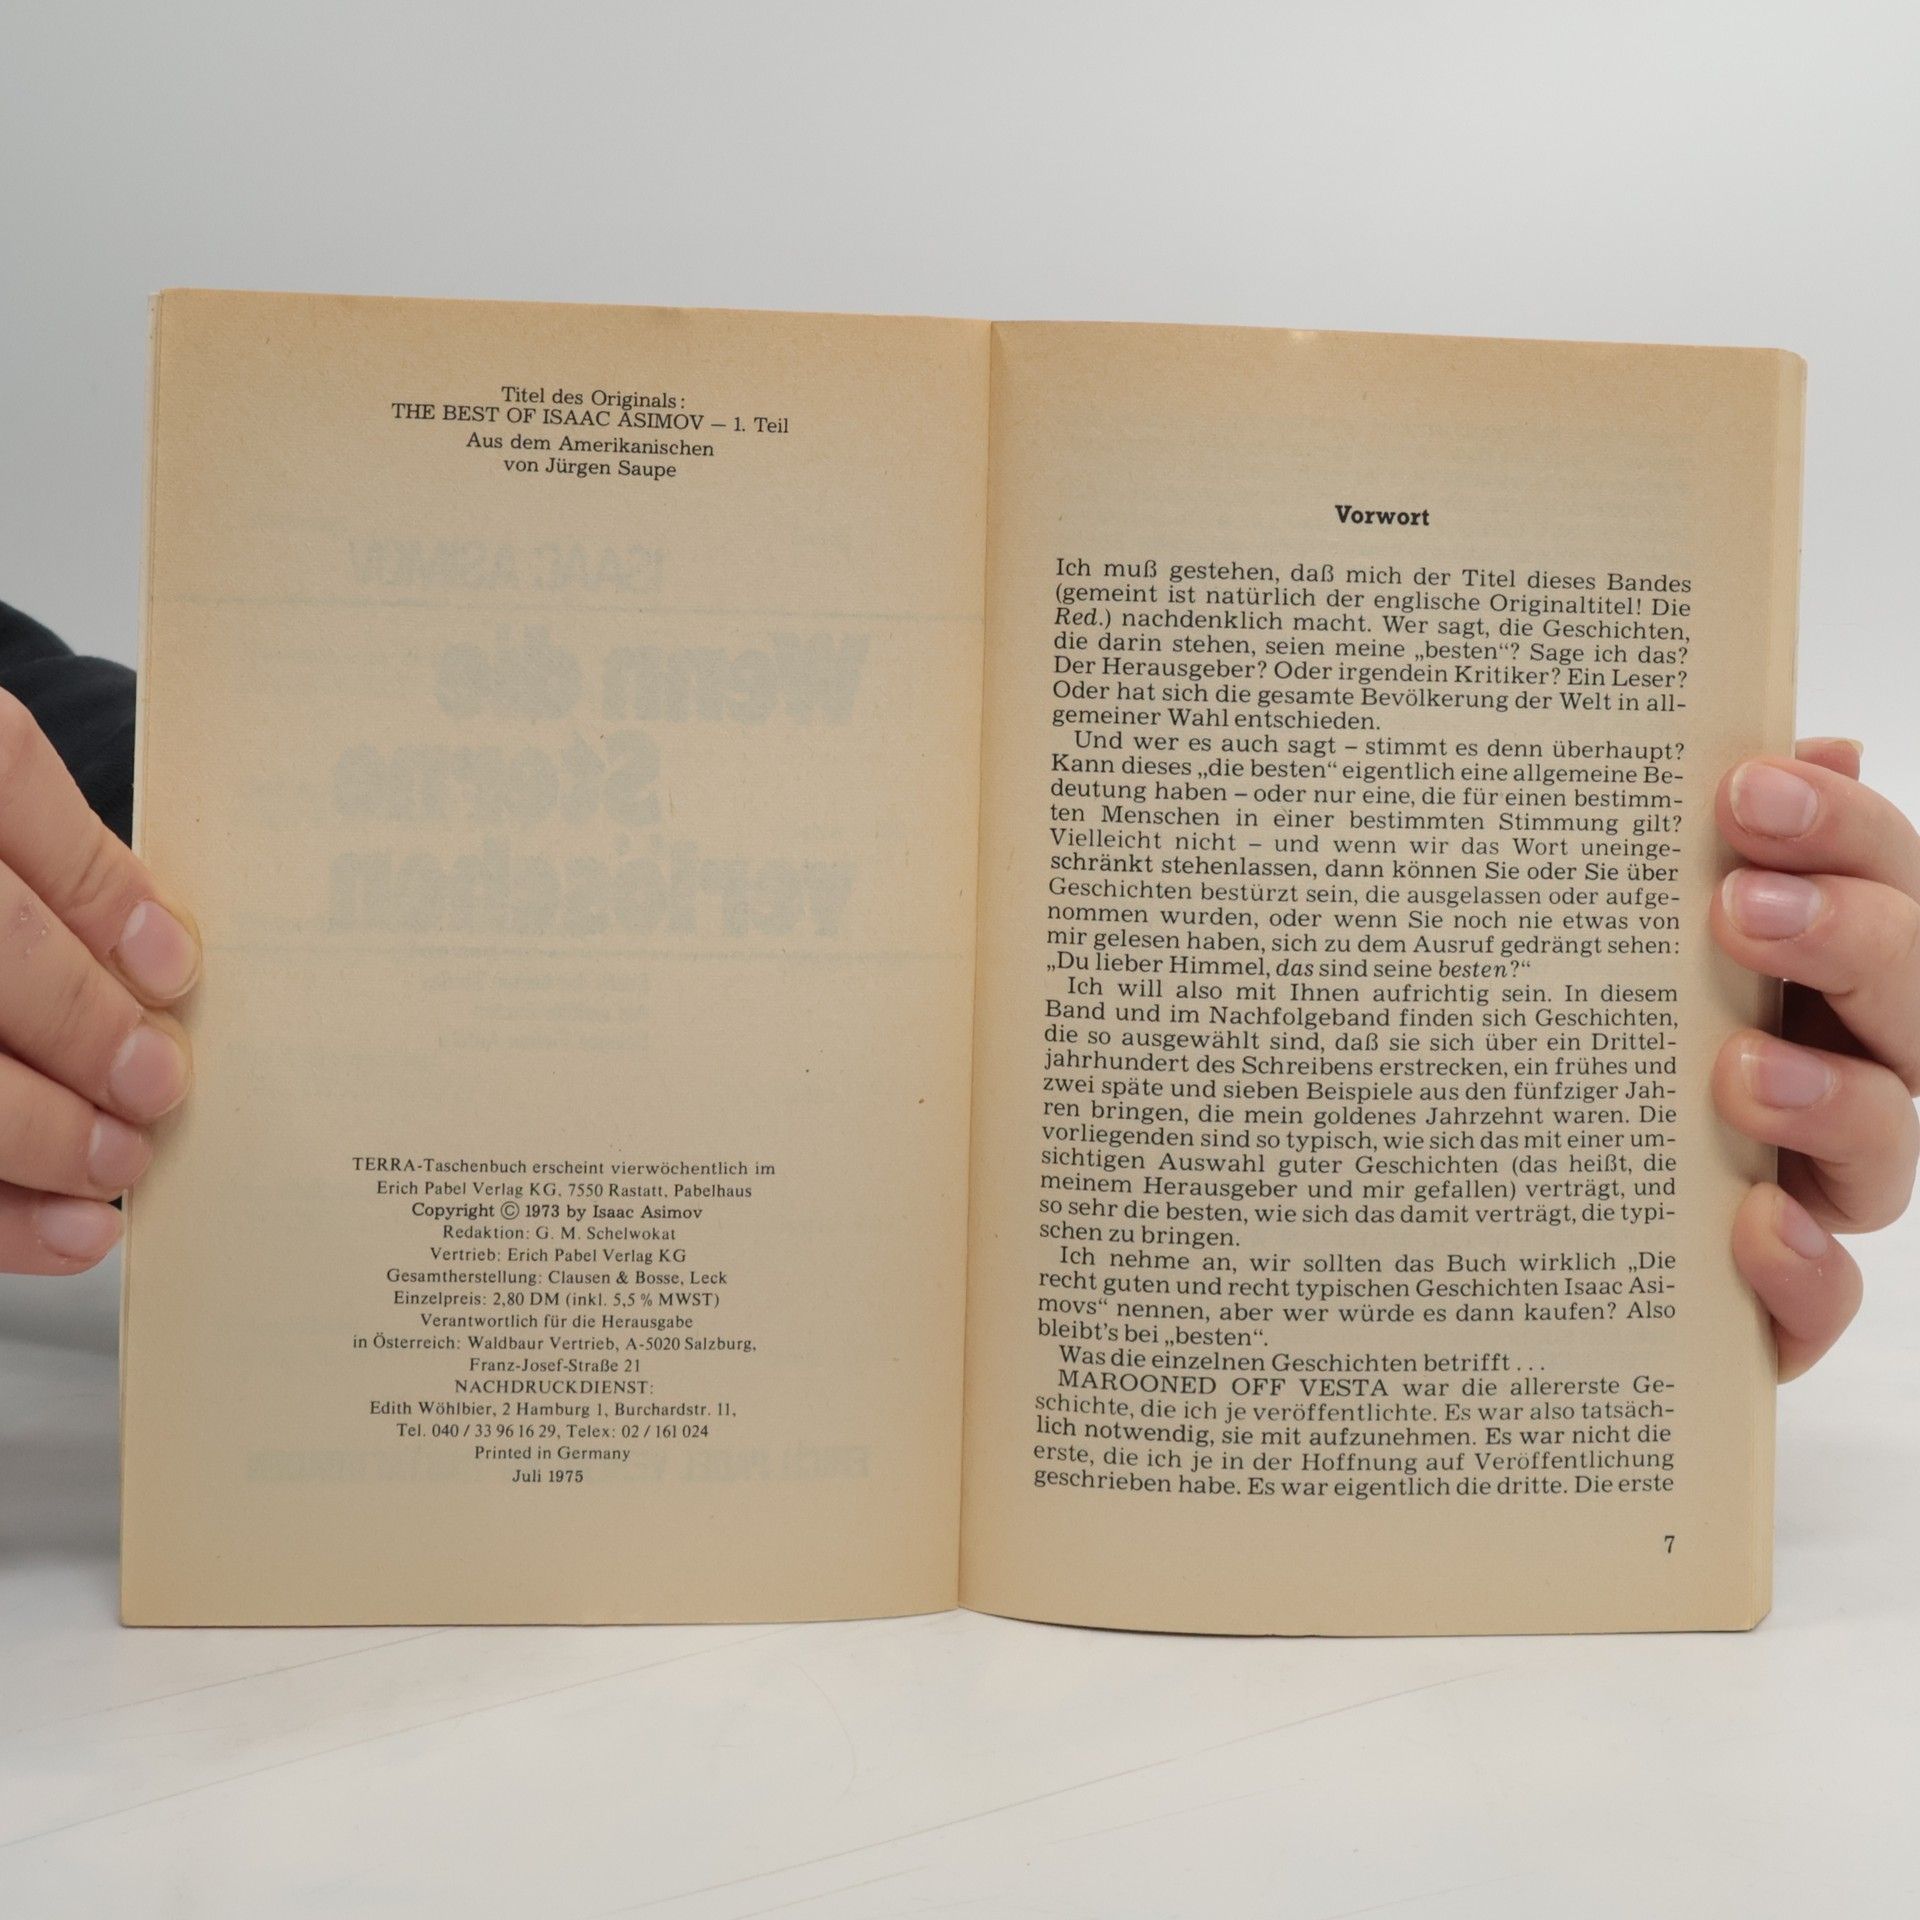 Titel des Originals:
THE BEST OF ISAAC ASIMOV – 1. Teil
Aus dem Amerikanischen
von Jürgen Saupe
TERRA-Taschenbuch erscheint vierwöchentlich im
Erich Pabel Verlag KG, 7550 Rastatt, Pabelhaus
Copyright © 1973 by Isaac Asimov
Redaktion: G. M. Schelwokat
Vertrieb: Erich Pabel Verlag KG
Gesamtherstellung: Clausen & Bosse, Leck
Einzelpreis: 2,80 DM (inkl. 5,5 % MWST)
Verantwortlich für die Herausgabe
in Österreich: Waldbaur Vertrieb, A-5020 Salzburg,
Franz-Josef-Straße 21
NACHDRUCKDIENST:
Edith Wöhlbier, 2 Hamburg 1, Burchardstr. 11,
Tel. 040 / 33 96 16 29, Telex: 02 / 161 024
Printed in Germany
Juli 1975
Vorwort
Ich muß gestehen, daß mich der Titel dieses Bandes
(gemeint ist natürlich der englische Originaltitel! Die
Red.) nachdenklich macht. Wer sagt, die Geschichten,
die darin stehen, seien meine „besten“? Sage ich das?
Der Herausgeber? Oder irgendein Kritiker? Ein Leser?
Oder hat sich die gesamte Bevölkerung der Welt in all-
gemeiner Wahl entschieden.
Und wer es auch sagt – stimmt es denn überhaupt?
Kann dieses „die besten“ eigentlich eine allgemeine Be-
deutung haben – oder nur eine, die für einen bestimm-
ten Menschen in einer bestimmten Stimmung gilt?
Vielleicht nicht – und wenn wir das Wort uneinge-
schränkt stehenlassen, dann können Sie oder Sie über
Geschichten bestürzt sein, die ausgelassen oder aufge-
nommen wurden, oder wenn Sie noch nie etwas von
mir gelesen haben, sich zu dem Ausruf gedrängt sehen:
„Du lieber Himmel, das sind seine besten?“
Ich will also mit Ihnen aufrichtig sein. In diesem
Band und im Nachfolgeband finden sich Geschichten,
die so ausgewählt sind, daß sie sich über ein Drittel-
jahrhundert des Schreibens erstrecken, ein frühes und
zwei späte und sieben Beispiele aus den fünfziger Jah-
ren bringen, die mein goldenes Jahrzehnt waren. Die
vorliegenden sind so typisch, wie sich das mit einer um-
sichtigen Auswahl guter Geschichten (das heißt, die
meinem Herausgeber und mir gefallen) verträgt, und
so sehr die besten, wie sich das damit verträgt, die typi-
schen zu bringen.
Ich nehme an, wir sollten das Buch wirklich „Die
recht guten und recht typischen Geschichten Isaac Asi-
movs“ nennen, aber wer würde es dann kaufen? Also
bleibt’s bei „besten“.
Was die einzelnen Geschichten betrifft . . .
MAROONED OFF VESTA war die allererste Ge-
schichte, die ich je veröffentlichte. Es war also tatsäch-
lich notwendig, sie mit aufzunehmen. Es war nicht die
erste, die ich je in der Hoffnung auf Veröffentlichung
geschrieben habe. Es war eigentlich die dritte. Die erste
7